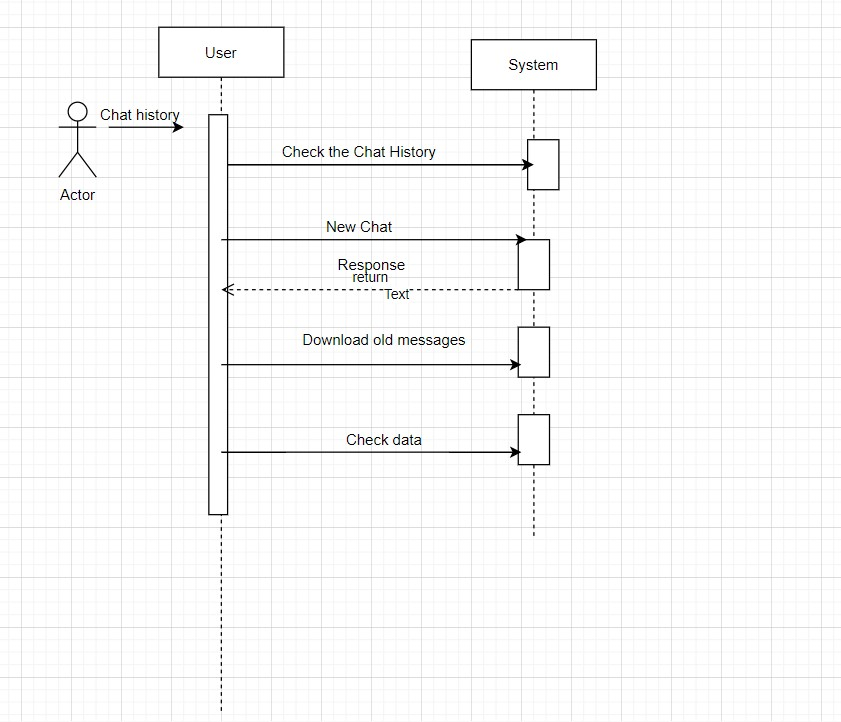 User
System
Chat history
Actor
Check the Chat History
New Chat
Response
return
Text
Download old messages
Check data